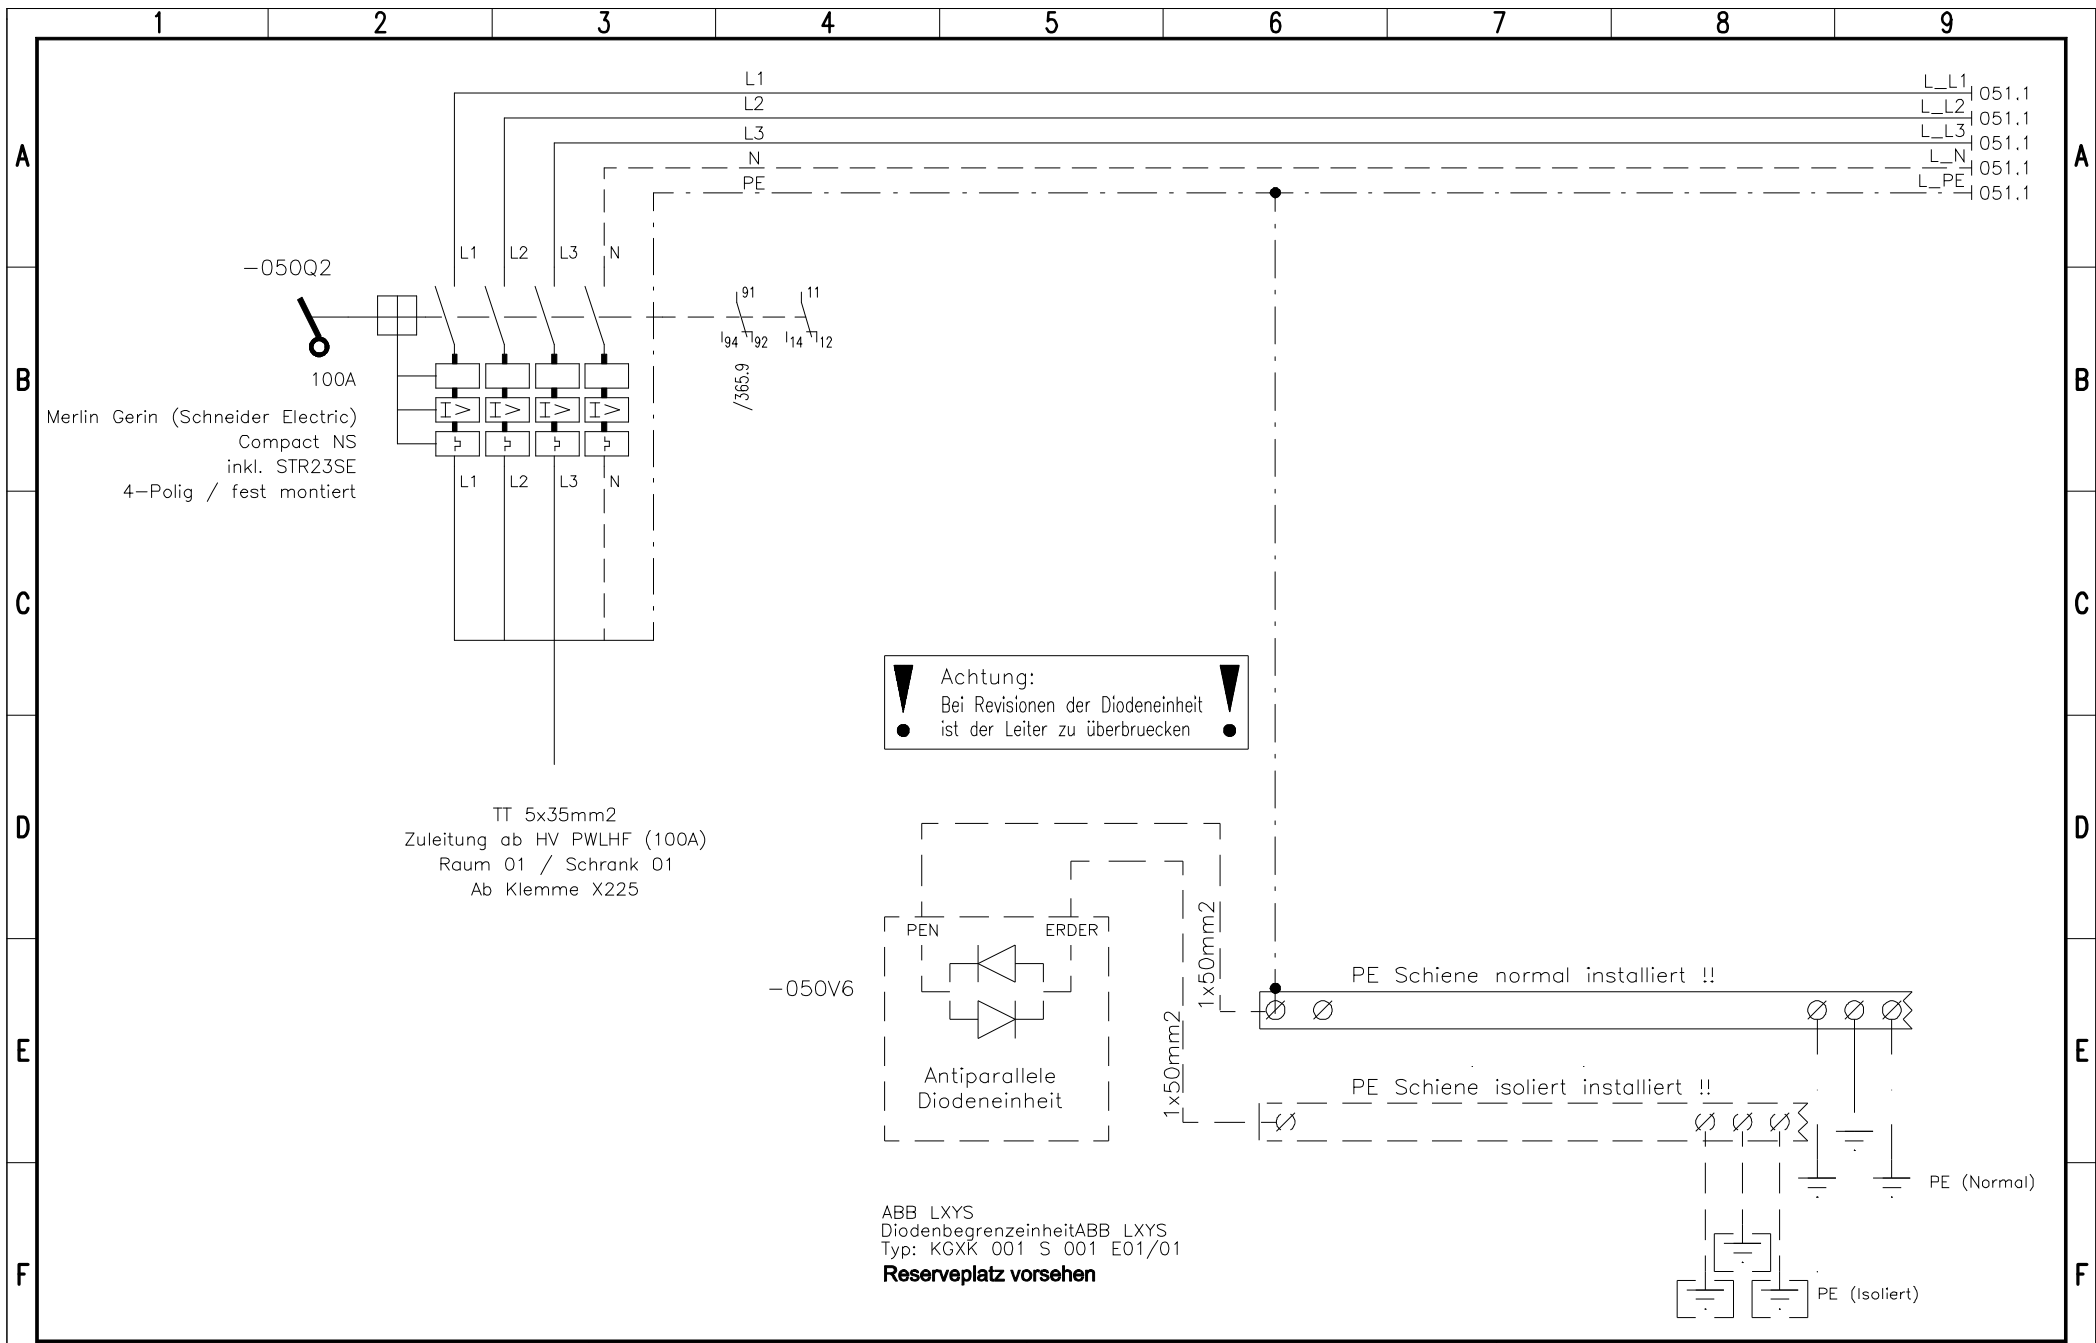 1 2 3 4 5 6 7 8 9
L1
L_L1 051.1
L2
L_L2 051.1
L3
L_L3 051.1
A
N
L_N 051.1
A
PE
L_PE 051.1
L1 L2 L3 N
-050Q2
91 11
94 92 14 12
/365.9
B
100A
B
Merlin Gerin (Schneider Electric)
Compact NS
inkl. STR23SE
4-Polig / fest montiert
I> I> I> I>
L1 L2 L3 N
C
C
Achtung:
Bei Revisionen der Diodeneinheit
ist der Leiter zu überbruecken
D
D
TT 5x35mm2
Zuleitung ab HV PWLHF (100A)
Raum 01 / Schrank 01
Ab Klemme X225
PEN ERDER
-050V6
1x50mm2
1x50mm2
PE Schiene normal installiert !!
E
E
Antiparallele
Diodeneinheit
PE Schiene isoliert installiert !!
PE (Normal)
ABB LXYS
DiodenbegrenzeinheitABB LXYS
Typ: KGXK 001 S 001 E01/01
Reserveplatz vorsehen
F
F
PE (Isoliert)